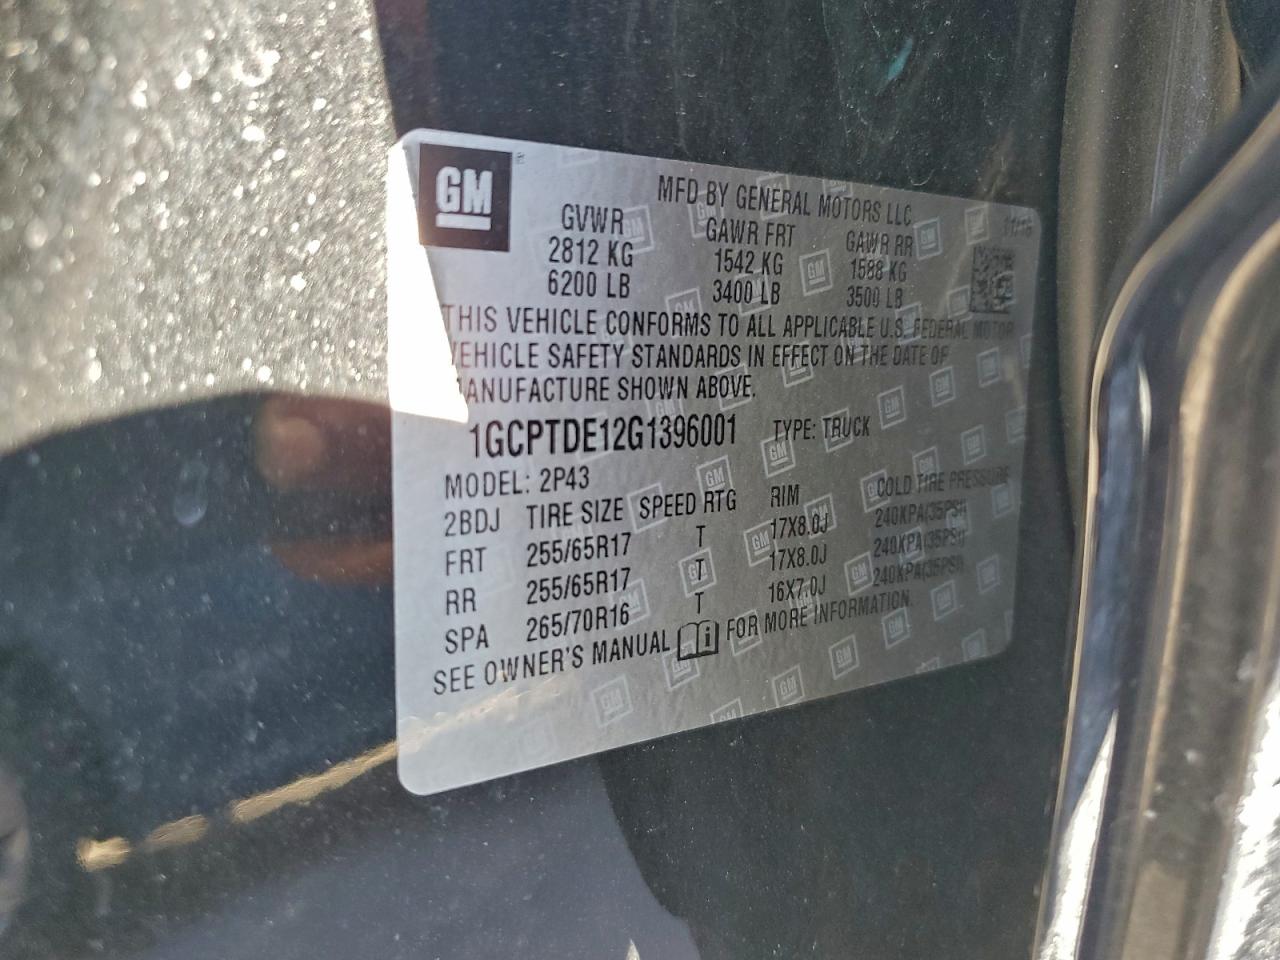 GM
MFD BY GENERAL MOTORS LLC
GVWR GAWR FRT GAWR RR
2812 KG 1542 KG 1588 KG
6200 LB 3400 LB 3500 LB
THIS VEHICLE CONFORMS TO ALL APPLICABLE U.S. FEDERAL MOTOR
VEHICLE SAFETY STANDARDS IN EFFECT ON THE DATE OF
MANUFACTURE SHOWN ABOVE.
1GCPTDE12G1396001 TYPE: TRUCK
MODEL: 2P43
2BDJ TIRE SIZE SPEED RTG RIM COLD TIRE PRESSURE
FRT 255/65R17 T 17X8.0J 240KPA(35PSI)
RR 255/65R17 T 17X8.0J 240KPA(35PSI)
SPA 265/70R16 T 16X7.0J 240KPA(35PSI)
SEE OWNER'S MANUAL FOR MORE INFORMATION.